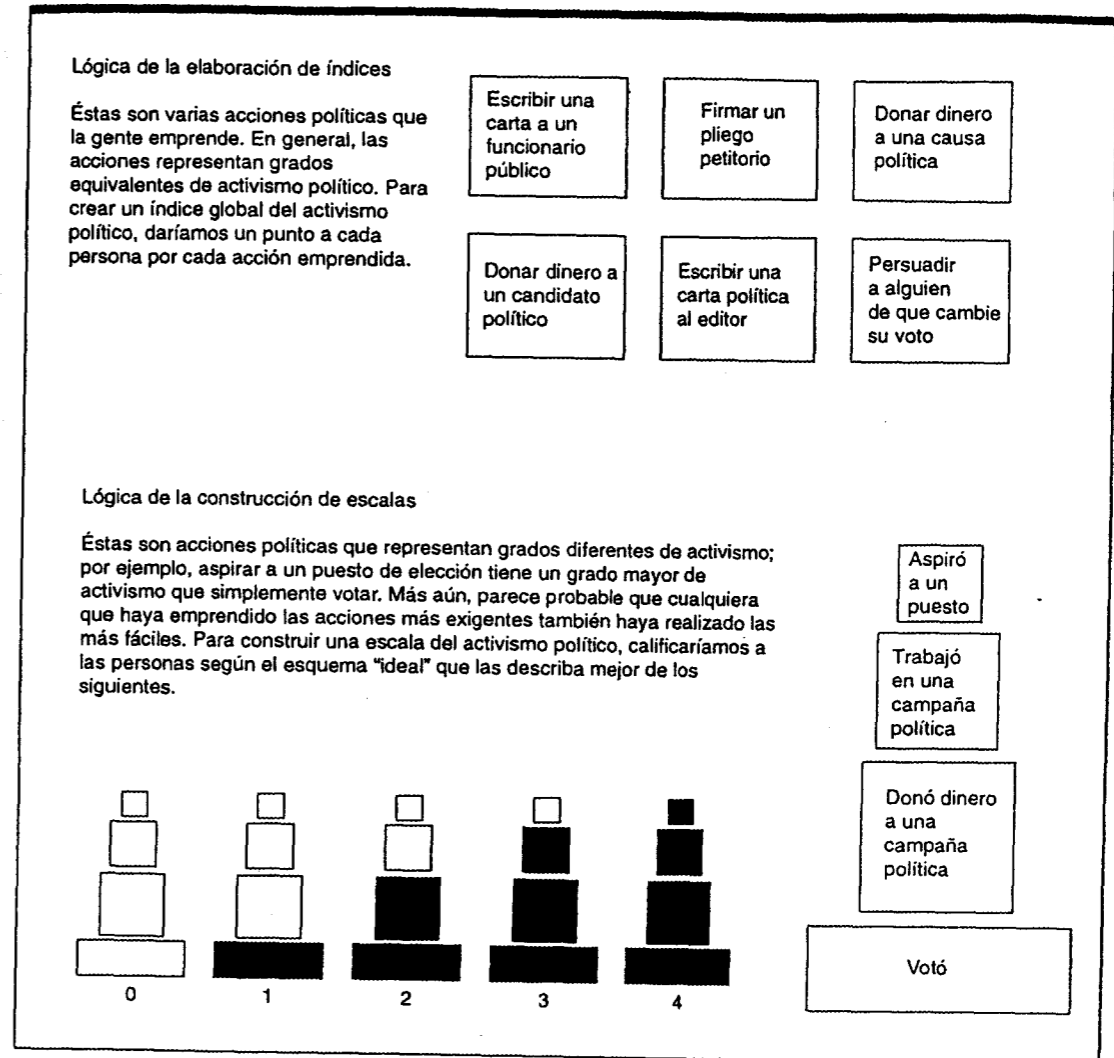 Lógica de la elaboración de índices
Éstas son varias acciones políticas que
la gente emprende. En general, las
acciones representan grados
equivalentes de activismo político. Para
crear un índice global del activismo
político, daríamos un punto a cada
persona por cada acción emprendida.
Escribir una
carta a un
funcionario
público
Firmar un
pliego
petitorio
Donar dinero
a una causa
política
Donar dinero a
un candidato
político
Escribir una
carta política
al editor
Persuadir
a alguien
de que cambie
su voto
Lógica de la construcción de escalas
Éstas son acciones políticas que representan grados diferentes de activismo;
por ejemplo, aspirar a un puesto de elección tiene un grado mayor de
activismo que simplemente votar. Más aún, parece probable que cualquiera
que haya emprendido las acciones más exigentes también haya realizado las
más fáciles. Para construir una escala del activismo político, calificaríamos a
las personas según el esquema "ideal" que las describa mejor de los
siguientes.
Aspiró
a un
puesto
Trabajó
en una
campaña
política
Donó dinero
a una
campaña
política
Votó
0 1 2 3 4